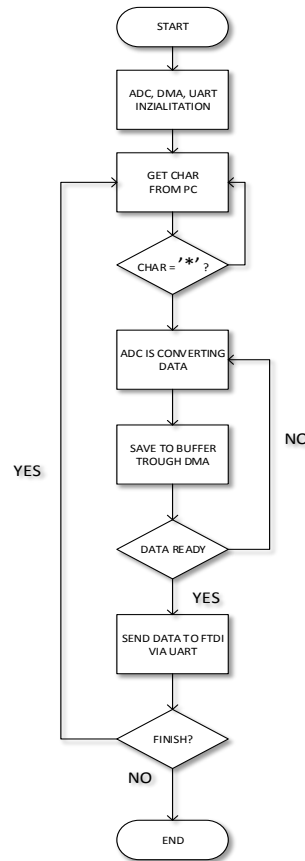 START
ADC, DMA, UART
INZIALITATION
GET CHAR
FROM PC
CHAR = '*' ?
ADC IS CONVERTING
DATA
NO
YES
SAVE TO BUFFER
TROUGH DMA
DATA READY
YES
SEND DATA TO FTDI
VIA UART
FINISH?
NO
END